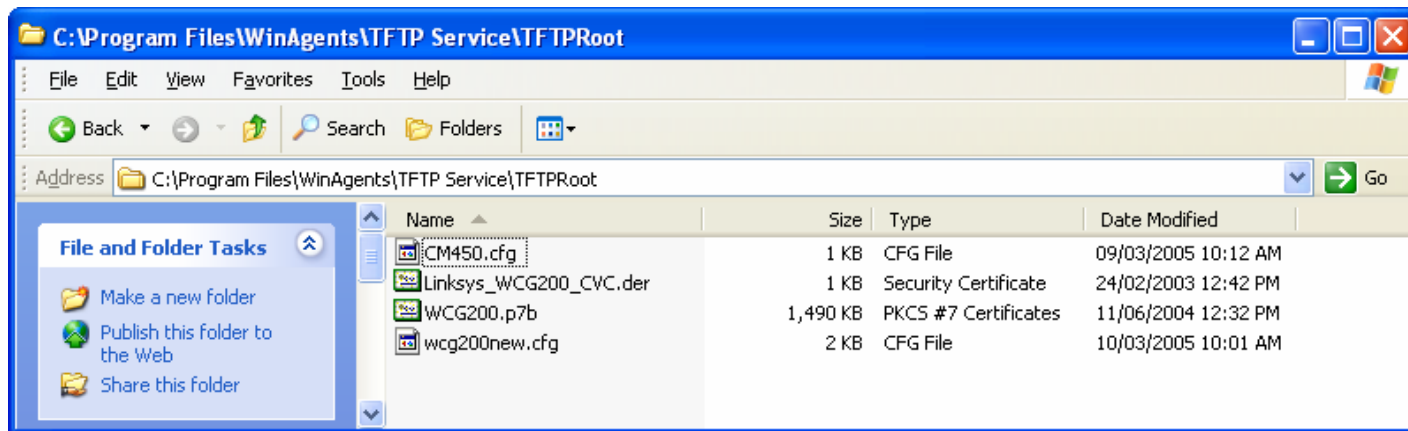 C:\Program Files\WinAgents\TFTP Service\TFTPRoot
File Edit View Favorites Tools Help
Back Search Folders
Address C:\Program Files\WinAgents\TFTP Service\TFTPRoot Go
Name Size Type Date Modified
File and Folder Tasks
CM450.cfg 1 KB CFG File 09/03/2005 10:12 AM
Linksys_WCG200_CVC.der 1 KB Security Certificate 24/02/2003 12:42 PM
Make a new folder
WCG200.p7b 1,490 KB PKCS #7 Certificates 11/06/2004 12:32 PM
Publish this folder to
the Web
wcg200new.cfg 2 KB CFG File 10/03/2005 10:01 AM
Share this folder